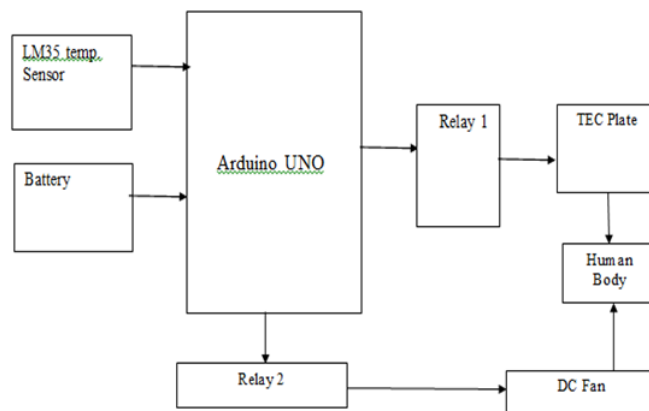 LM35 temp.
Sensor
Battery
Arduino UNO
Relay 1
TEC Plate
Human
Body
Relay 2
DC Fan